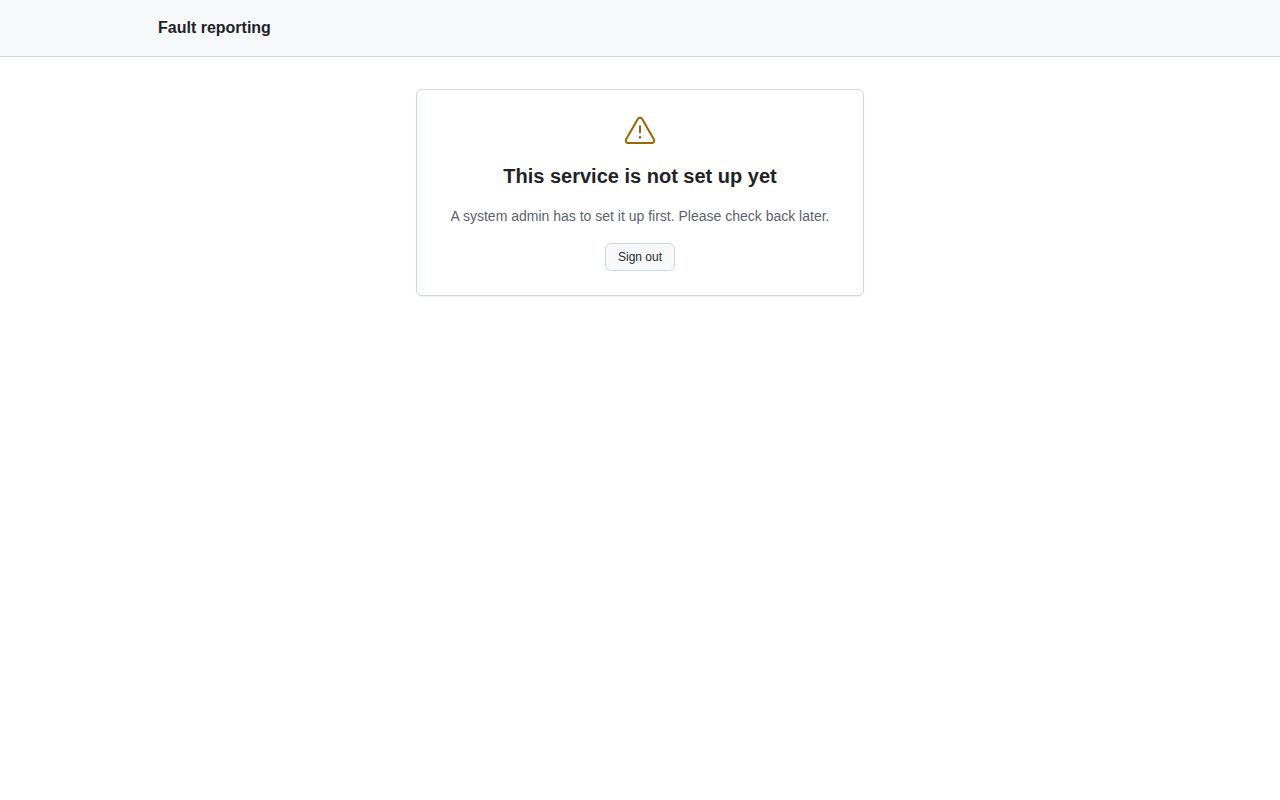 Fault reporting
This service is not set up yet
A system admin has to set it up first. Please check back later.
Sign out